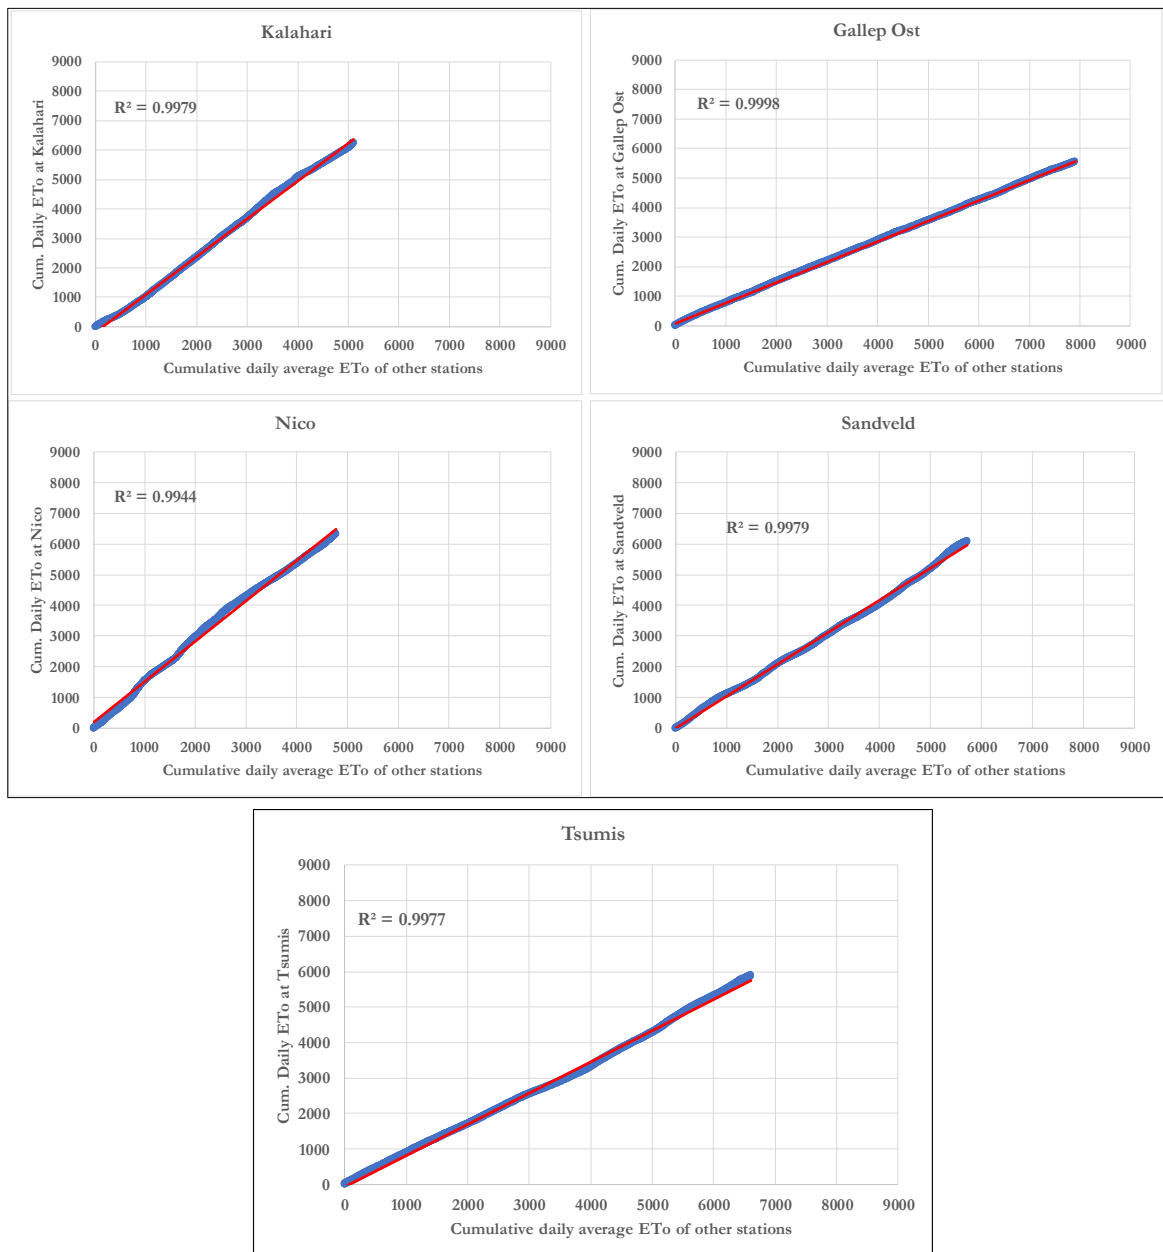 Kalahari
Cum. Daily ETo at Kalahari
9000
8000
7000
6000
5000
4000
3000
2000
1000
0
R² = 0.9979
0 1000 2000 3000 4000 5000 6000 7000 8000 9000
Cumulative daily average ETo of other stations
Gallep Ost
Cum. Daily ETo at Gallep Ost
9000
8000
7000
6000
5000
4000
3000
2000
1000
0
R² = 0.9998
0 1000 2000 3000 4000 5000 6000 7000 8000 9000
Cumulative daily average ETo of other stations
Nico
Cum. Daily ETo at Nico
9000
8000
7000
6000
5000
4000
3000
2000
1000
0
R² = 0.9944
0 1000 2000 3000 4000 5000 6000 7000 8000 9000
Cumulative daily average ETo of other stations
Sandveld
Cum. Daily ETo at Sandveld
9000
8000
7000
6000
5000
4000
3000
2000
1000
0
R² = 0.9979
0 1000 2000 3000 4000 5000 6000 7000 8000 9000
Cumulative daily average ETo of other stations
Tsumis
Cum. Daily ETo at Tsumis
9000
8000
7000
6000
5000
4000
3000
2000
1000
0
R² = 0.9977
0 1000 2000 3000 4000 5000 6000 7000 8000 9000
Cumulative daily average ETo of other stations